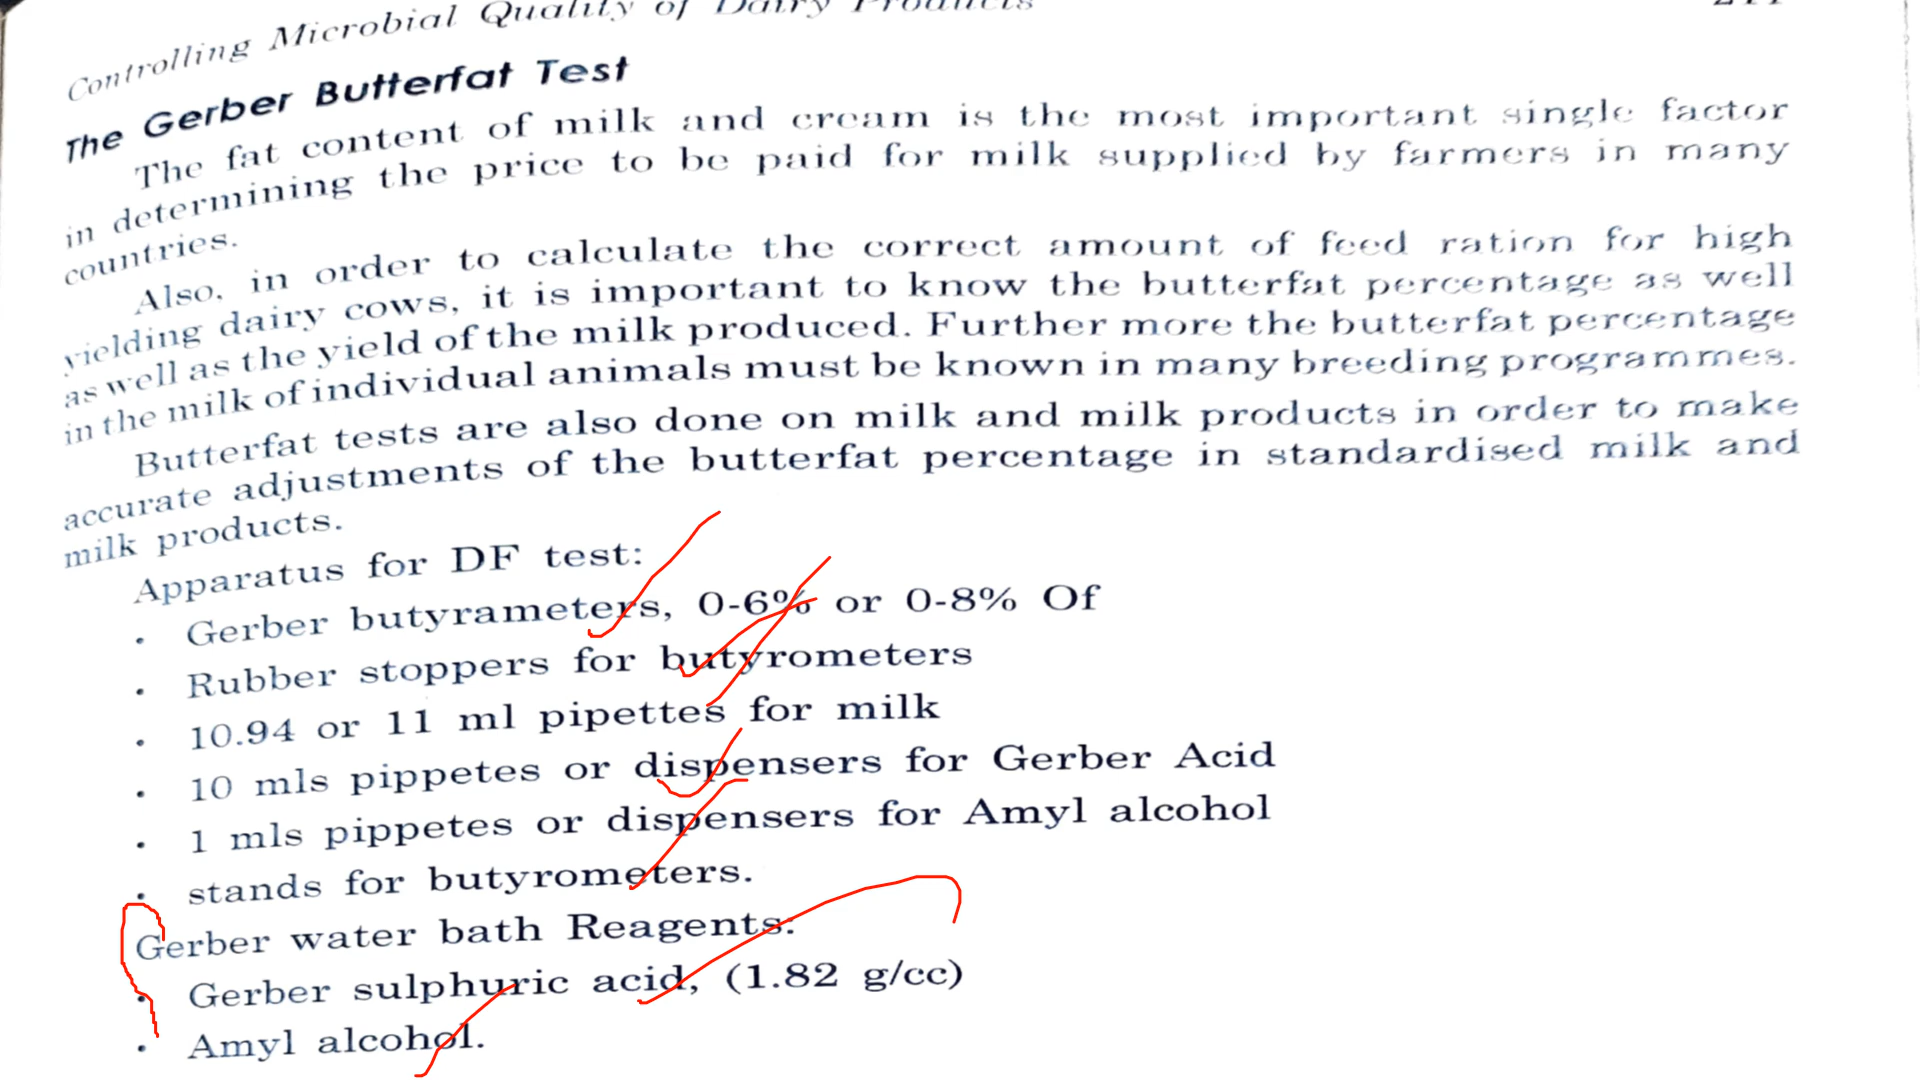 Controlling Microbial Quality of Dairy Products
The Gerber Butterfat Test
The fat content of milk and cream is the most important single factor
in determining the price to be paid for milk supplied by farmers in many
countries.
Also, in order to calculate the correct amount of feed ration for high
yielding dairy cows, it is important to know the butterfat percentage as well
as well as the yield of the milk produced. Further more the butterfat percentage
in the milk of individual animals must be known in many breeding programmes.
Butterfat tests are also done on milk and milk products in order to make
accurate adjustments of the butterfat percentage in standardised milk and
milk products.
Apparatus for DF test:
• Gerber butyrameters, 0-6% or 0-8% Of
• Rubber stoppers for butyrometers
• 10.94 or 11 ml pipettes for milk
• 10 mls pippetes or dispensers for Gerber Acid
• 1 mls pippetes or dispensers for Amyl alcohol
• stands for butyrometers.
Gerber water bath Reagents:
• Gerber sulphuric acid, (1.82 g/cc)
• Amyl alcohol.